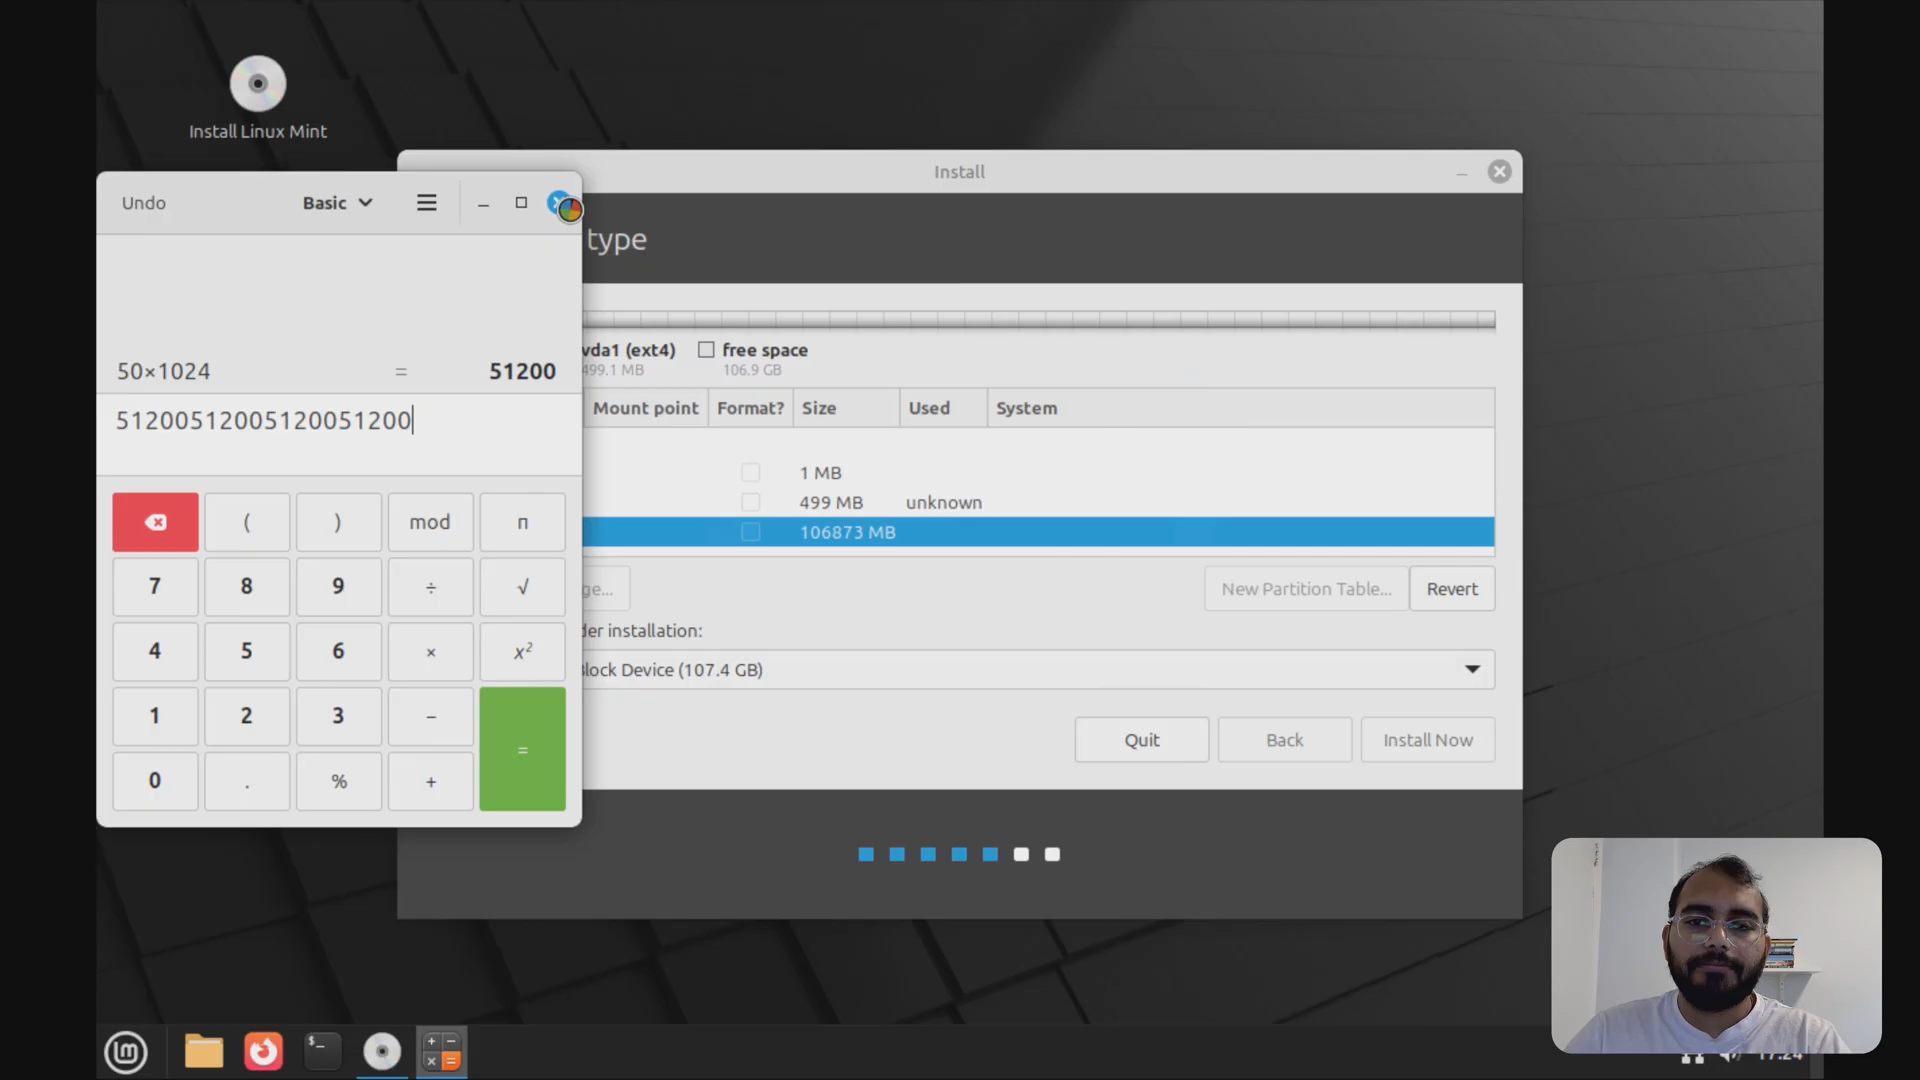 Install Linux Mint
Install
Undo
Basic
type
50×1024 = 51200
51200512005120051200
vda1 (ext4)
499.1 MB
free space
106.9 GB
Mount point
Format?
Size
Used
System
1 MB
499 MB unknown
106873 MB
( ) mod π
7 8 9 ÷ √
4 5 6 × x²
1 2 3 −
=
0 . % +
ge...
New Partition Table...
Revert
der installation:
lock Device (107.4 GB)
Quit
Back
Install Now
17:24